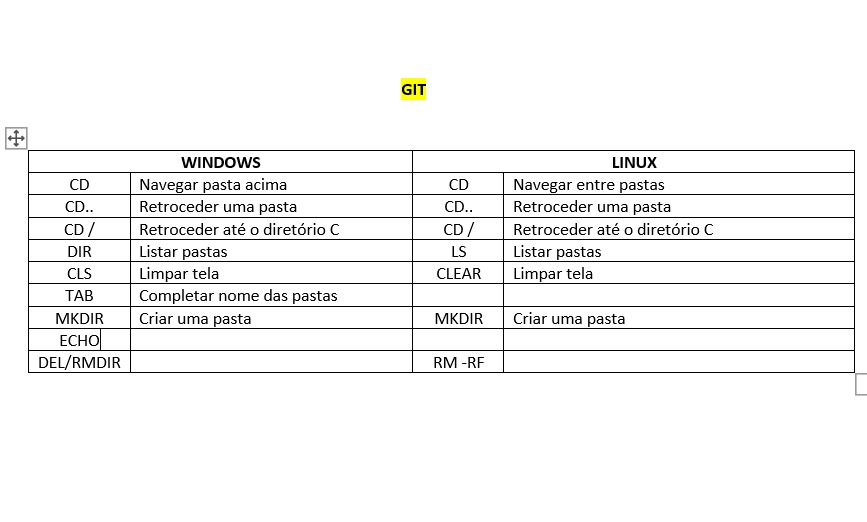 GIT
WINDOWS LINUX
CD Navegar pasta acima CD Navegar entre pastas
CD.. Retroceder uma pasta CD.. Retroceder uma pasta
CD / Retroceder até o diretório C CD / Retroceder até o diretório C
DIR Listar pastas LS Listar pastas
CLS Limpar tela CLEAR Limpar tela
TAB Completar nome das pastas
MKDIR Criar uma pasta MKDIR Criar uma pasta
ECHO
DEL/RMDIR RM -RF